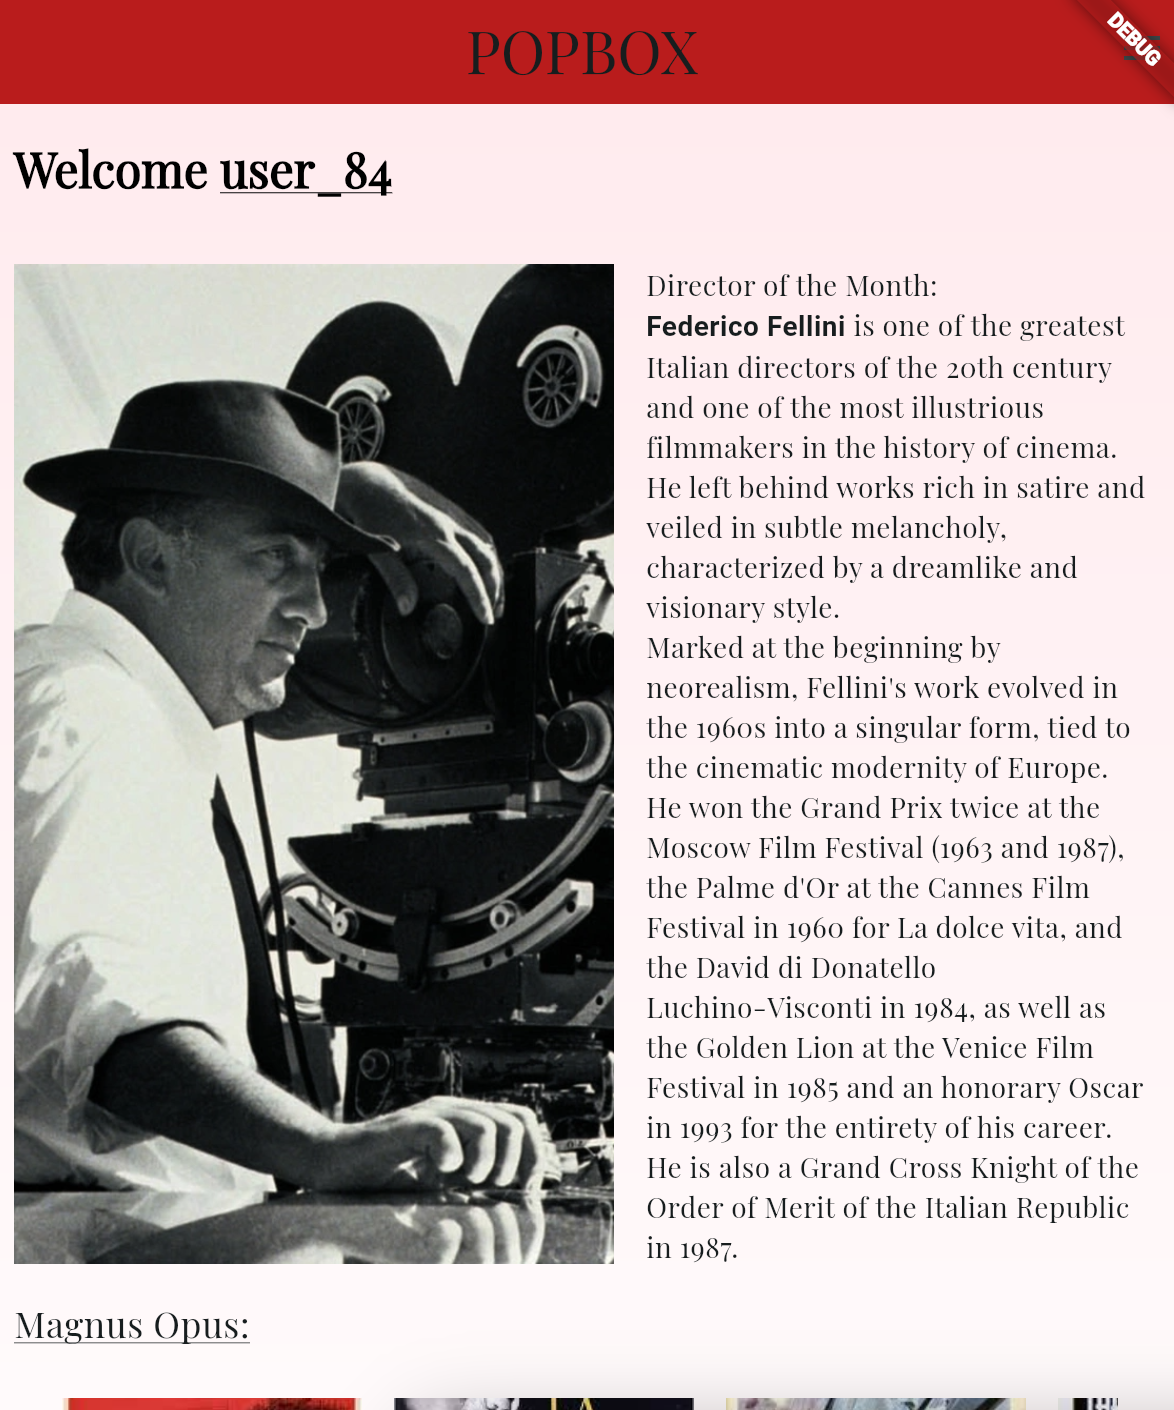 POPBOX
DEBUG
Welcome user_84
Director of the Month:
Federico Fellini is one of the greatest
Italian directors of the 20th century
and one of the most illustrious
filmmakers in the history of cinema.
He left behind works rich in satire and
veiled in subtle melancholy,
characterized by a dreamlike and
visionary style.
Marked at the beginning by
neorealism, Fellini's work evolved in
the 1960s into a singular form, tied to
the cinematic modernity of Europe.
He won the Grand Prix twice at the
Moscow Film Festival (1963 and 1987),
the Palme d'Or at the Cannes Film
Festival in 1960 for La dolce vita, and
the David di Donatello
Luchino-Visconti in 1984, as well as
the Golden Lion at the Venice Film
Festival in 1985 and an honorary Oscar
in 1993 for the entirety of his career.
He is also a Grand Cross Knight of the
Order of Merit of the Italian Republic
in 1987.
Magnus Opus: